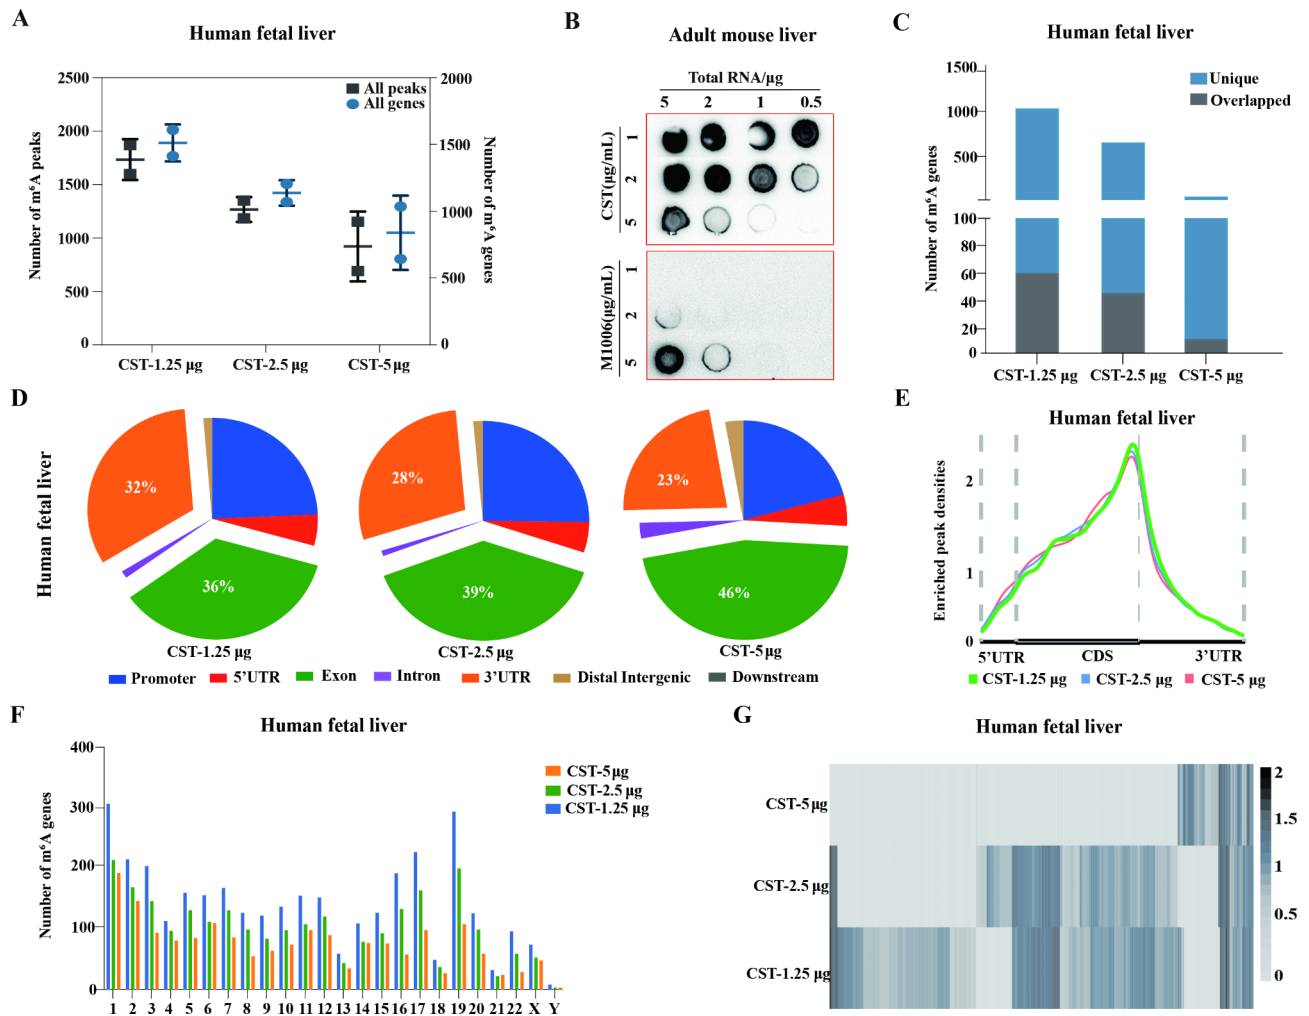 A
Human fetal liver
2500
2000
1500
1000
500
0
Number of m⁶A peaks
All peaks
All genes
2000
1500
1000
500
0
Number of m⁶A genes
CST-1.25 μg
CST-2.5 μg
CST-5 μg
B
Adult mouse liver
Total RNA/μg
5 2 1 0.5
CST(μg/mL)
1
2
5
M1006(μg/mL)
1
2
5
C
Human fetal liver
1500
1000
500
100
80
60
40
20
0
Number of m⁶A genes
Unique
Overlapped
CST-1.25 μg
CST-2.5 μg
CST-5 μg
D
Human fetal liver
32%
36%
CST-1.25 μg
28%
39%
CST-2.5 μg
23%
46%
CST-5 μg
Promoter 5'UTR Exon Intron 3'UTR Distal Intergenic Downstream
E
Human fetal liver
Enriched peak densities
2
1
0
5'UTR CDS 3'UTR
CST-1.25 μg CST-2.5 μg CST-5 μg
F
Human fetal liver
400
300
200
100
0
Number of m⁶A genes
CST-5 μg
CST-2.5 μg
CST-1.25 μg
1 2 3 4 5 6 7 8 9 10 11 12 13 14 15 16 17 18 19 20 21 22 X Y
G
Human fetal liver
CST-5 μg
CST-2.5 μg
CST-1.25 μg
2
1.5
1
0.5
0